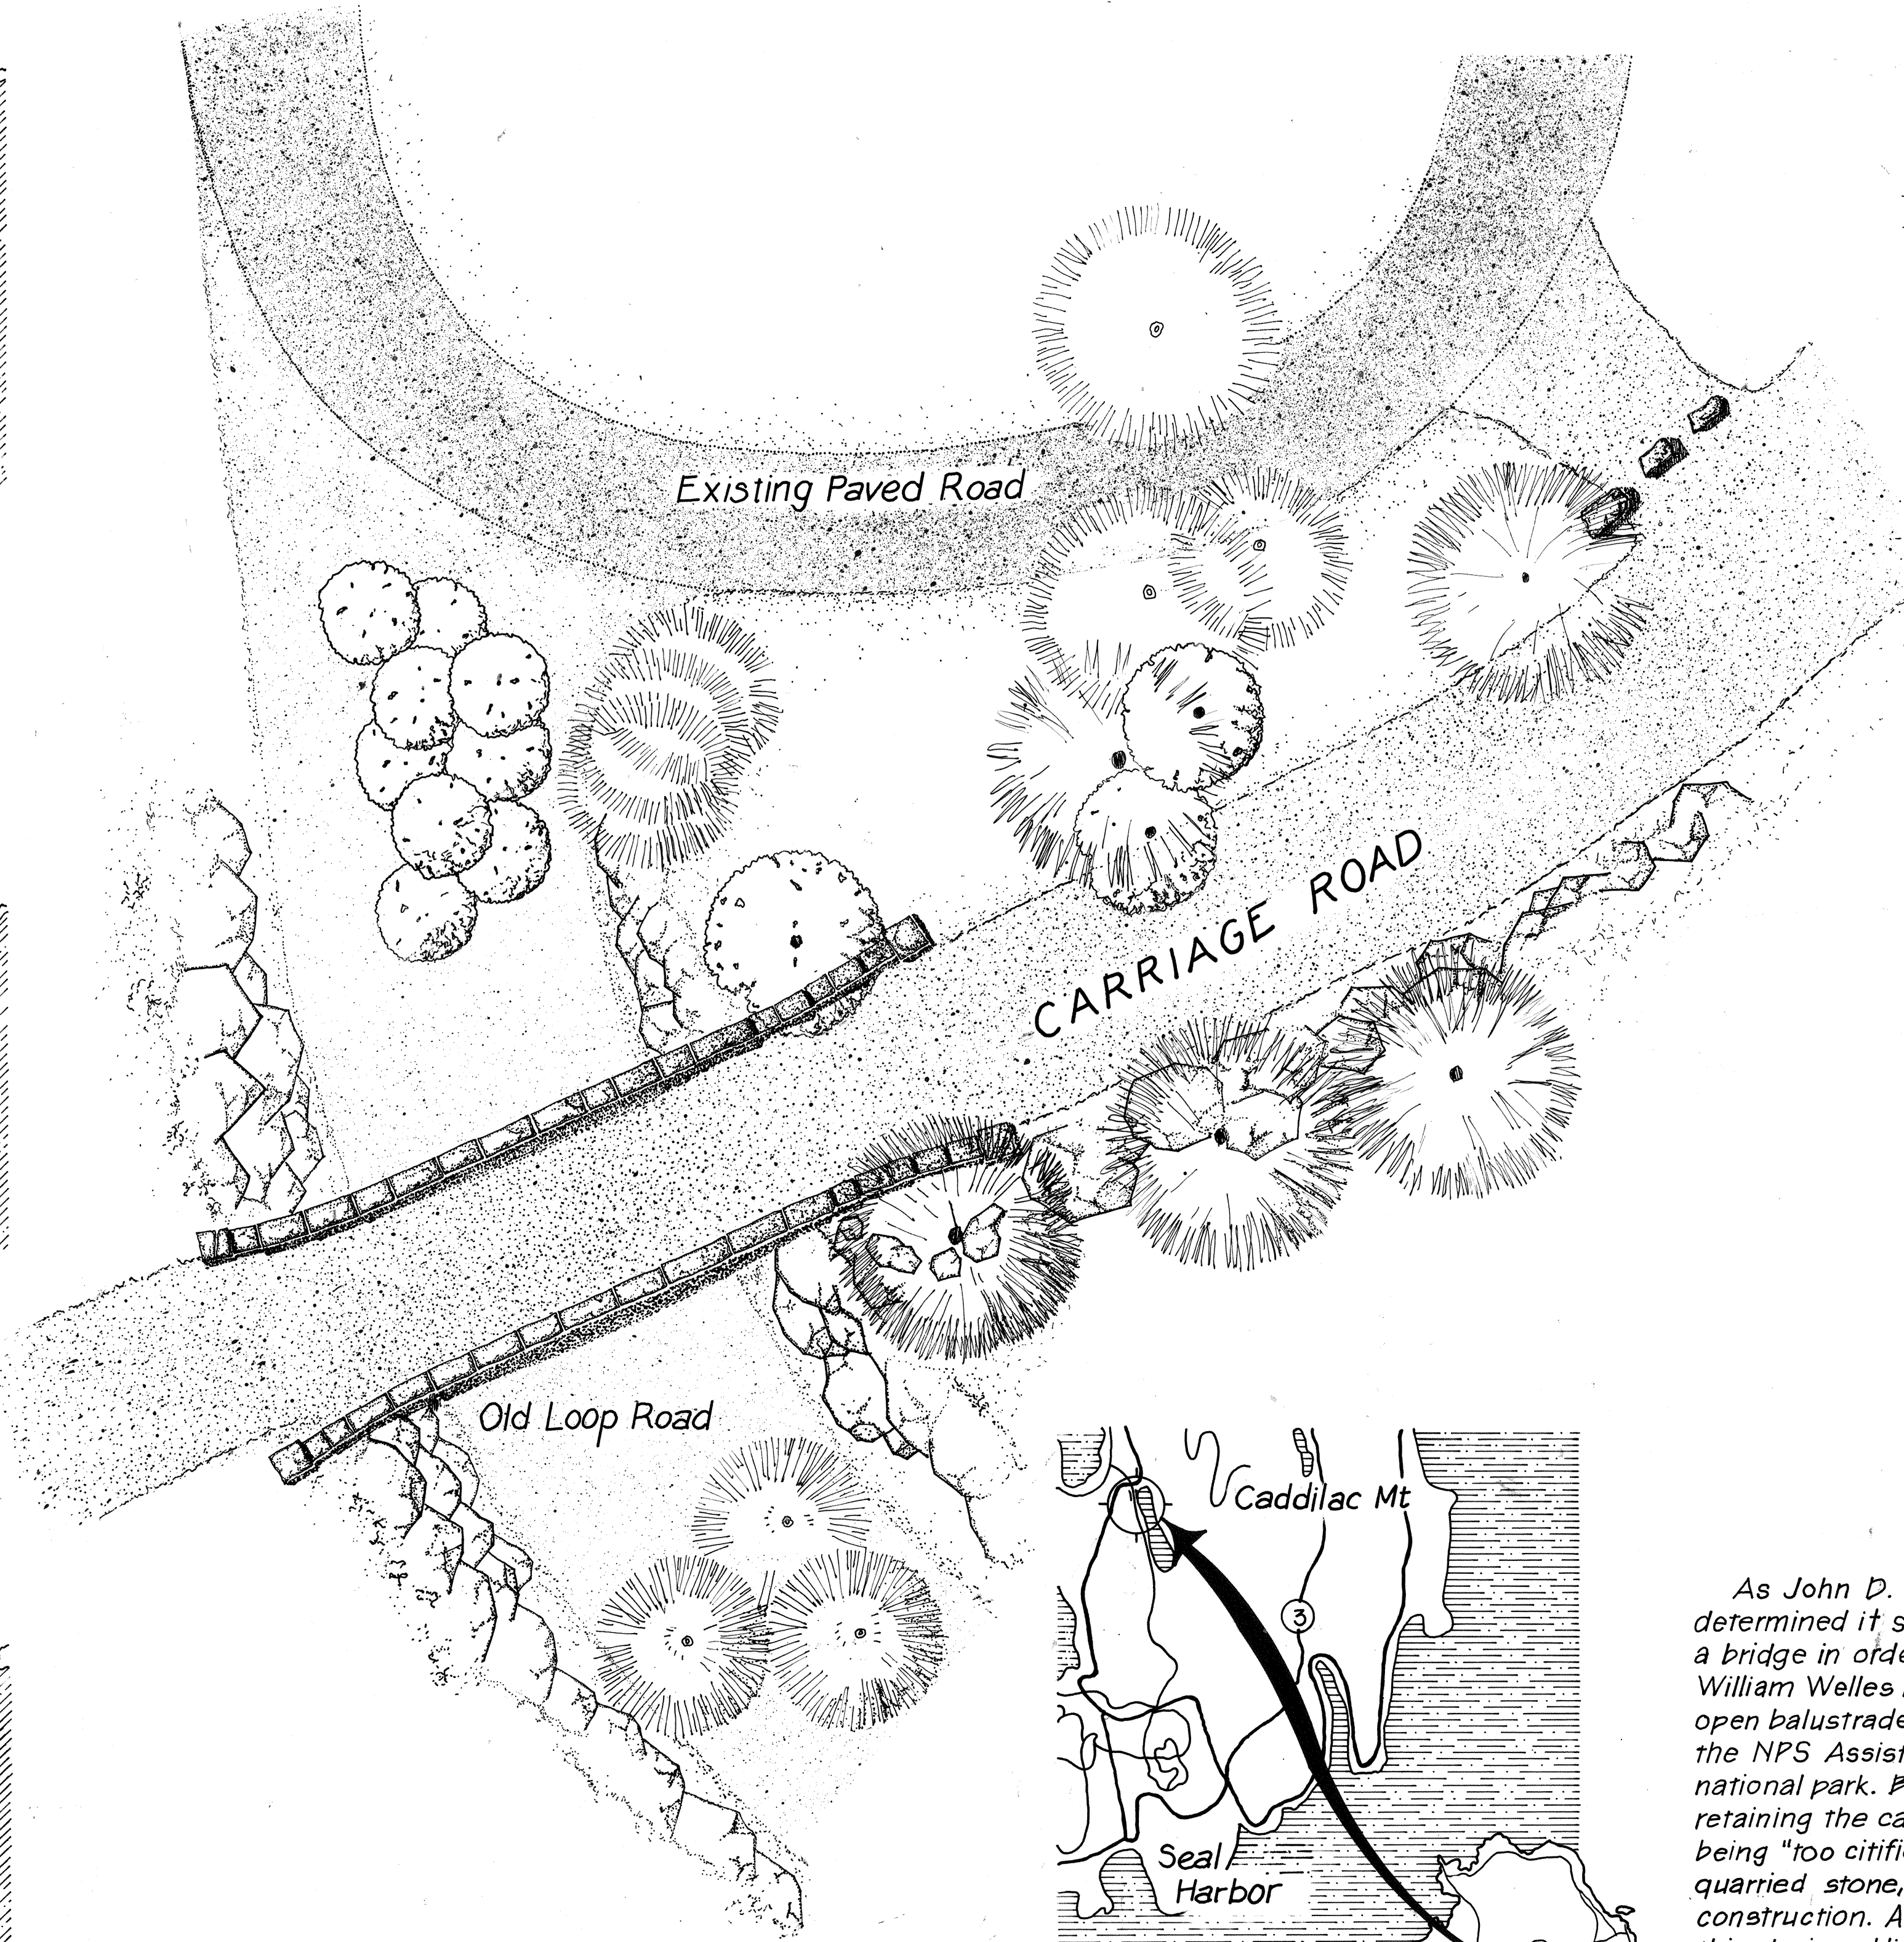 Existing Paved Road
CARRIAGE ROAD
Old Loop Road
Caddilac Mt
3
Seal
Harbor
As John D.
determined it s
a bridge in orde
William Welles
open balustrade
the NPS Assist
national park. B
retaining the ca
being "too citifi
quarried stone,
construction. A